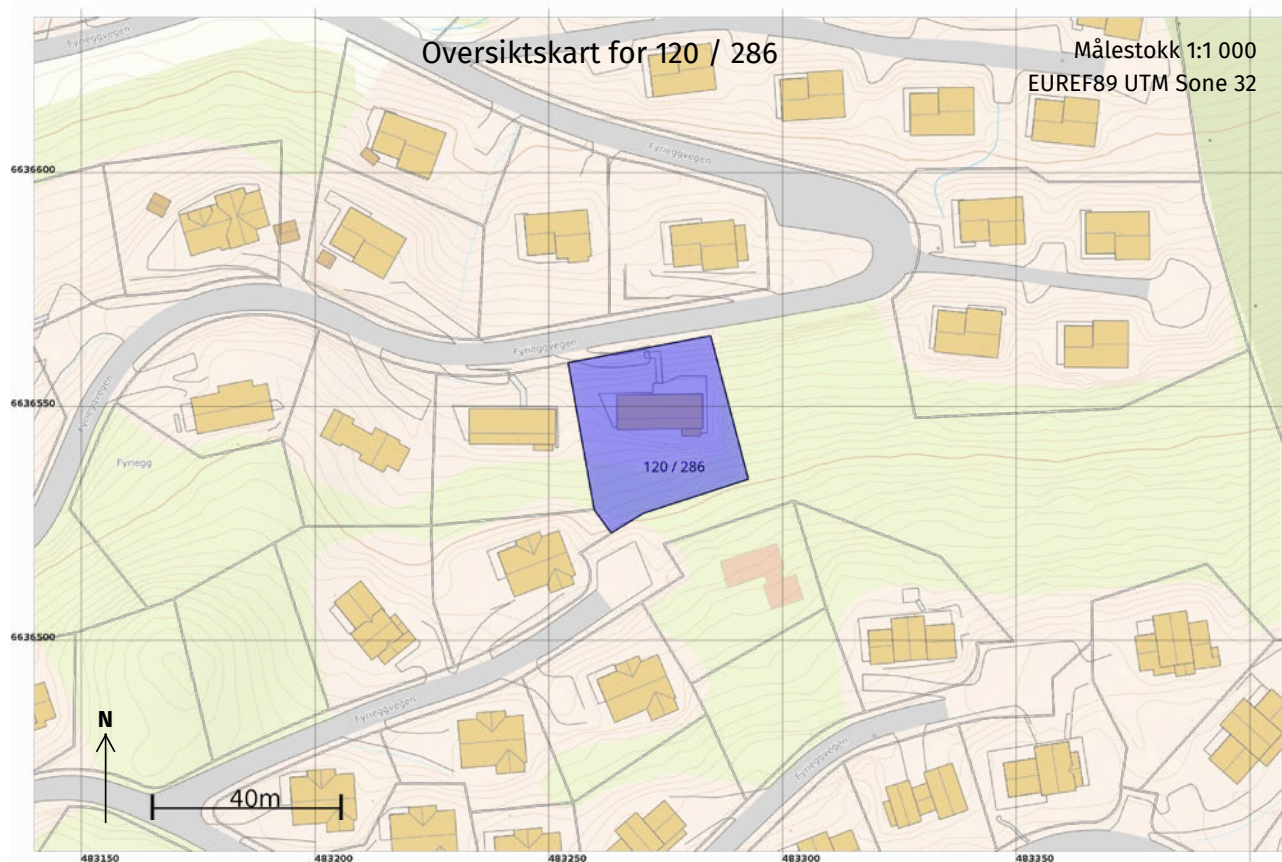 Oversiktskart for 120 / 286
Målestokk 1:1 000
EUREF89 UTM Sone 32
Fyneggvegen
Fyneggvegen
6636600
Fyneggvegen
6636550
Fyneggvegen
Fynegg
120 / 286
6636500
Fyneggvegen
Fyneggvegen
N
40m
483150
483200
483250
483300
483350